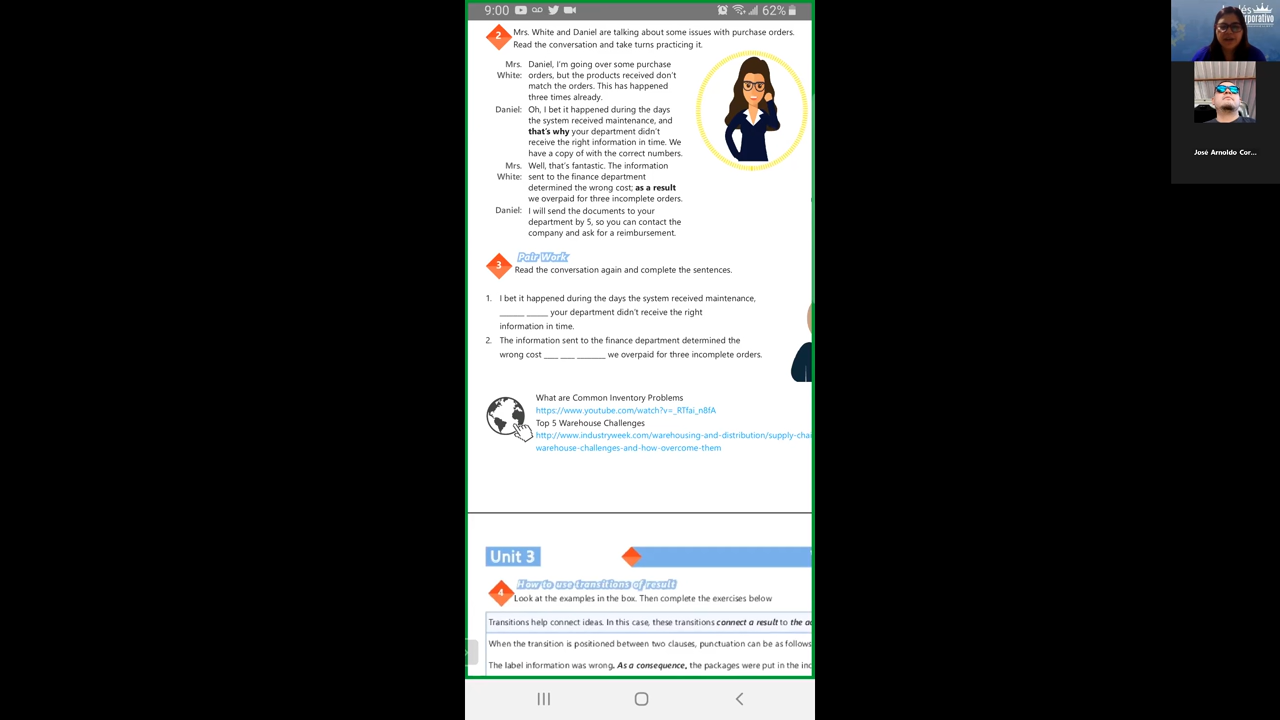 9:00
62%
2
Mrs. White and Daniel are talking about some issues with purchase orders.
Read the conversation and take turns practicing it.
Mrs. Daniel, I'm going over some purchase
White: orders, but the products received don't
match the orders. This has happened
three times already.
Daniel: Oh, I bet it happened during the days
the system received maintenance, and
that's why your department didn't
receive the right information in time. We
have a copy of with the correct numbers.
Mrs. Well, that's fantastic. The information
White: sent to the finance department
determined the wrong cost; as a result
we overpaid for three incomplete orders.
Daniel: I will send the documents to your
department by 5, so you can contact the
company and ask for a reimbursement.
3
Pair Work
Read the conversation again and complete the sentences.
1. I bet it happened during the days the system received maintenance,
______ _____ your department didn't receive the right
information in time.
2. The information sent to the finance department determined the
wrong cost ____ ____ ________ we overpaid for three incomplete orders.
What are Common Inventory Problems
https://www.youtube.com/watch?v=_RTfai_n8fA
Top 5 Warehouse Challenges
http://www.industryweek.com/warehousing-and-distribution/supply-chai
warehouse-challenges-and-how-overcome-them
Unit 3
4
How to use transitions of result
Look at the examples in the box. Then complete the exercises below
Transitions help connect ideas. In this case, these transitions connect a result to the
When the transition is positioned between two clauses, punctuation can be as follows
The label information was wrong. As a consequence, the packages were put in the
José Arnoldo Cor...